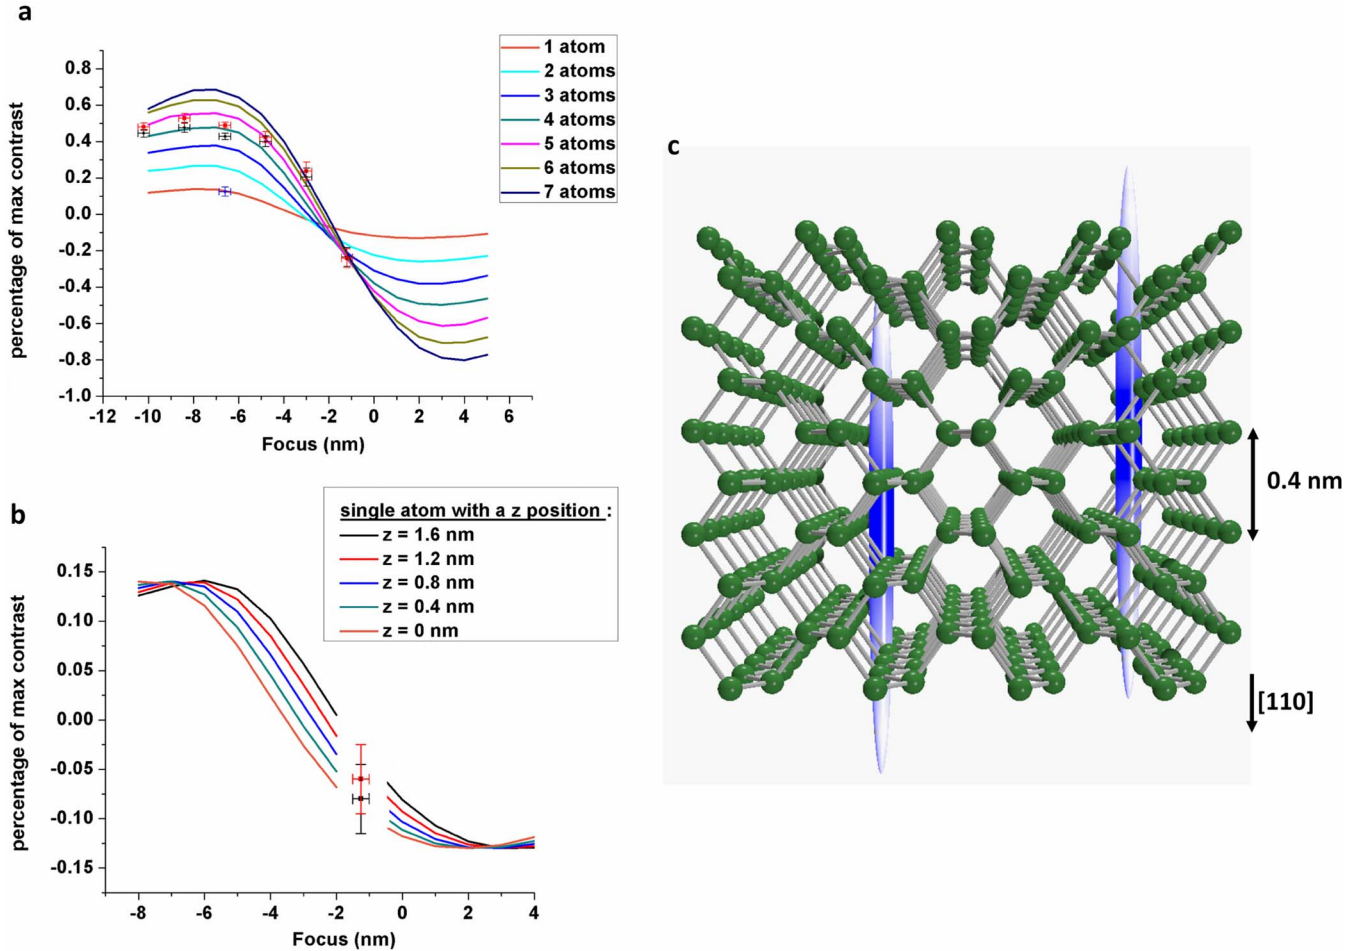 a
1 atom
2 atoms
3 atoms
4 atoms
5 atoms
6 atoms
7 atoms
percentage of max contrast
0.8
0.6
0.4
0.2
0.0
-0.2
-0.4
-0.6
-0.8
-1.0
-12 -10 -8 -6 -4 -2 0 2 4 6
Focus (nm)
b
single atom with a z position :
z = 1.6 nm
z = 1.2 nm
z = 0.8 nm
z = 0.4 nm
z = 0 nm
percentage of max contrast
0.15
0.10
0.05
0.00
-0.05
-0.10
-0.15
-8 -6 -4 -2 0 2 4
Focus (nm)
c
0.4 nm
[110]